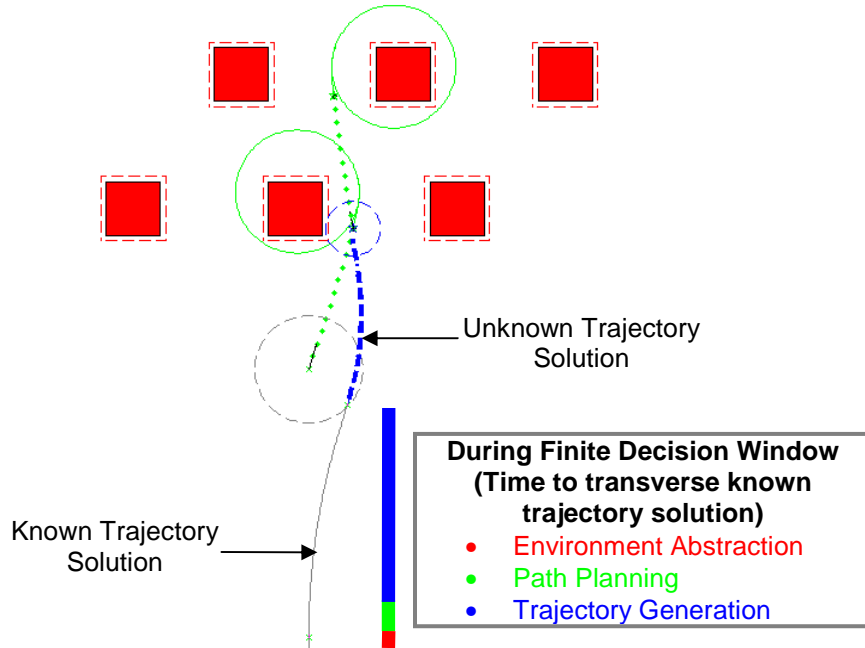 Unknown Trajectory
Solution
During Finite Decision Window
(Time to transverse known
trajectory solution)
• Environment Abstraction
• Path Planning
• Trajectory Generation
Known Trajectory
Solution